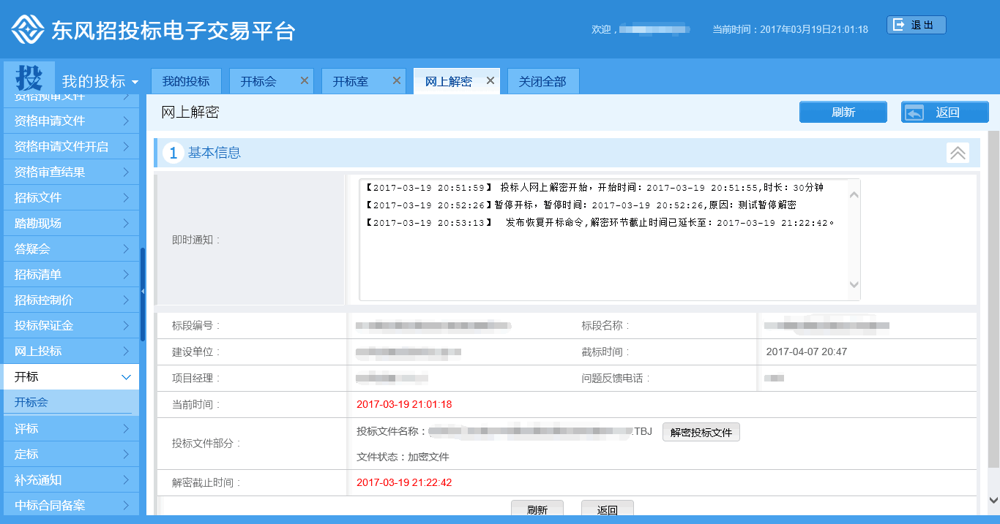 东风招投标电子交易平台
欢迎，
当前时间：2017年03月19日21:01:18
退 出
投
我的投标
我的投标
开标会
开标室
网上解密
关闭全部
资格预审文件
资格申请文件
资格申请文件开启
资格审查结果
招标文件
踏勘现场
答疑会
招标清单
招标控制价
投标保证金
网上投标
开标
开标会
评标
定标
补充通知
中标合同备案
网上解密
刷新
返回
1 基本信息
即时通知：
【2017-03-19 20:51:59】 投标人网上解密开始，开始时间：2017-03-19 20:51:55,时长：30分钟
【2017-03-19 20:52:26】暂停开标，暂停时间：2017-03-19 20:52:26,原因：测试暂停解密
【2017-03-19 20:53:13】 发布恢复开标命令,解密环节截止时间已延长至：2017-03-19 21:22:42。
标段编号：
标段名称：
建设单位：
截标时间：
2017-04-07 20:47
项目经理：
问题反馈电话：
当前时间：
2017-03-19 21:01:18
投标文件部分：
投标文件名称：
.TBJ
解密投标文件
文件状态：加密文件
解密截止时间：
2017-03-19 21:22:42
刷新
返回